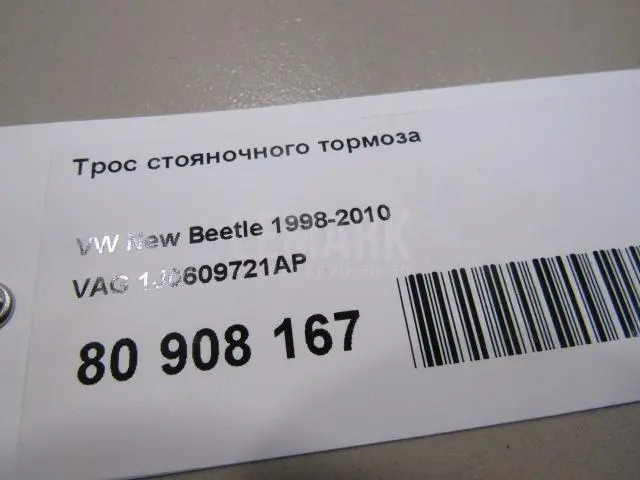 Трос стояночного тормоза
VW New Beetle 1998-2010
VAG 1J0609721AP
80 908 167